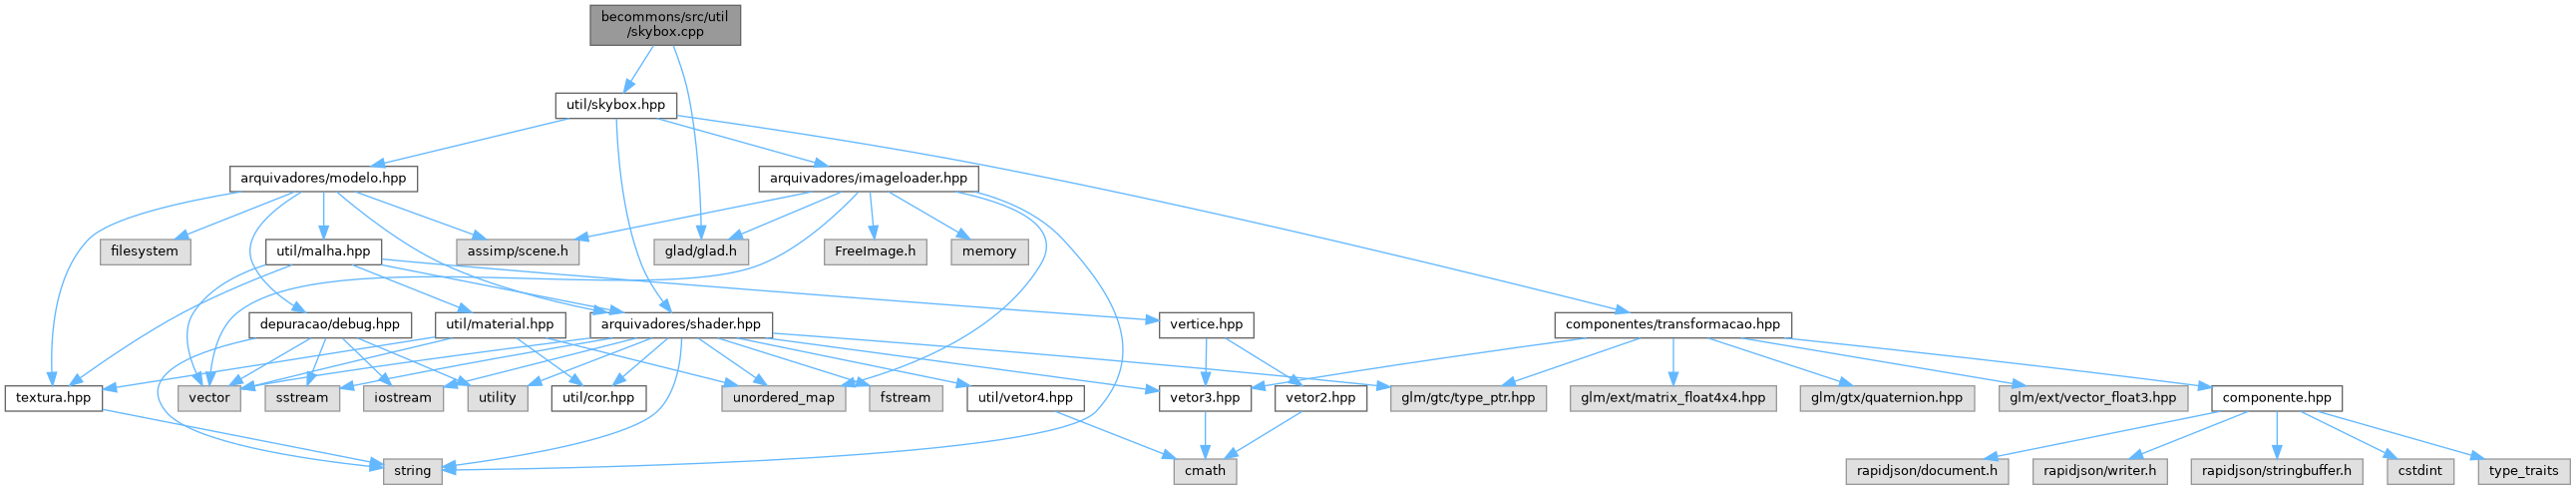 becommons/src/util
/skybox.cpp
util/skybox.hpp
arquivadores/modelo.hpp
arquivadores/imageloader.hpp
filesystem
util/malha.hpp
assimp/scene.h
glad/glad.h
FreeImage.h
memory
depuracao/debug.hpp
util/material.hpp
arquivadores/shader.hpp
vertice.hpp
componentes/transformacao.hpp
textura.hpp
vector
sstream
iostream
utility
util/cor.hpp
unordered_map
fstream
util/vetor4.hpp
vetor3.hpp
vetor2.hpp
glm/gtc/type_ptr.hpp
glm/ext/matrix_float4x4.hpp
glm/gtx/quaternion.hpp
glm/ext/vector_float3.hpp
componente.hpp
string
cmath
rapidjson/document.h
rapidjson/writer.h
rapidjson/stringbuffer.h
cstdint
type_traits